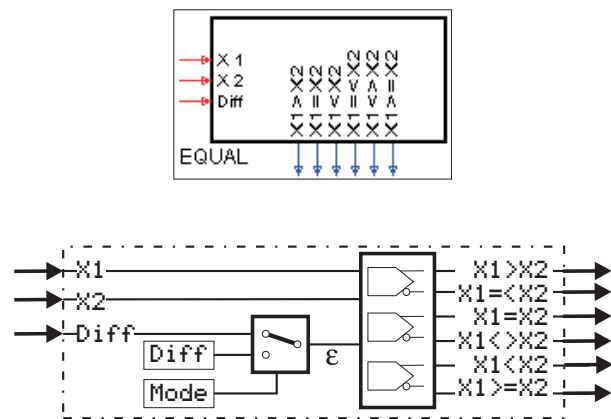 X 1
X 2
Diff
X1 > X2
X1 = X2
X1 < X2
X1 =< X2
X1 <> X2
X1 >= X2
EQUAL
X1
X2
Diff
Diff
Mode
ε
X1>X2
X1=<X2
X1=X2
X1<>X2
X1<X2
X1>=X2